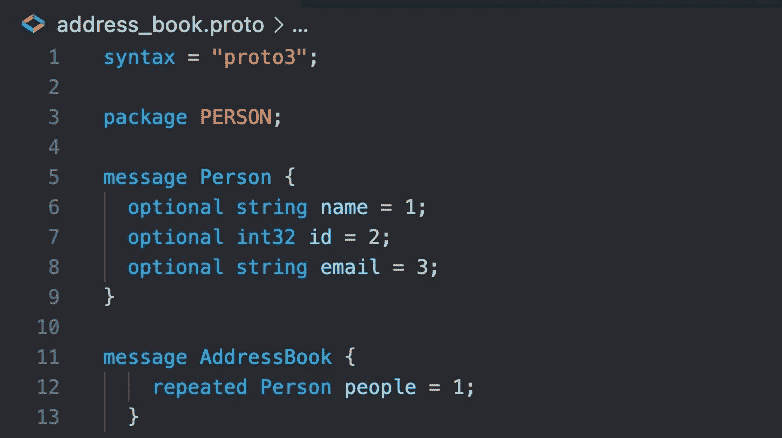 address_book.proto > ...
1 syntax = "proto3";
2
3 package PERSON;
4
5 message Person {
6   optional string name = 1;
7   optional int32 id = 2;
8   optional string email = 3;
9 }
10
11 message AddressBook {
12     repeated Person people = 1;
13   }